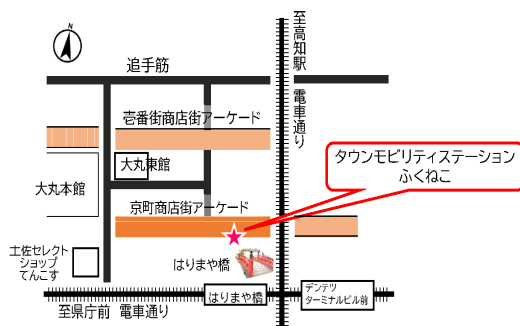 N
至高知駅
電車通り
追手筋
壱番街商店街アーケード
大丸東館
タウンモビリティステーション
ふくねこ
大丸本館
京町商店街アーケード
土佐セレクト
ショップ
てんこす
はりまや橋
はりまや橋
デンテツ
ターミナルビル前
至県庁前 電車通り